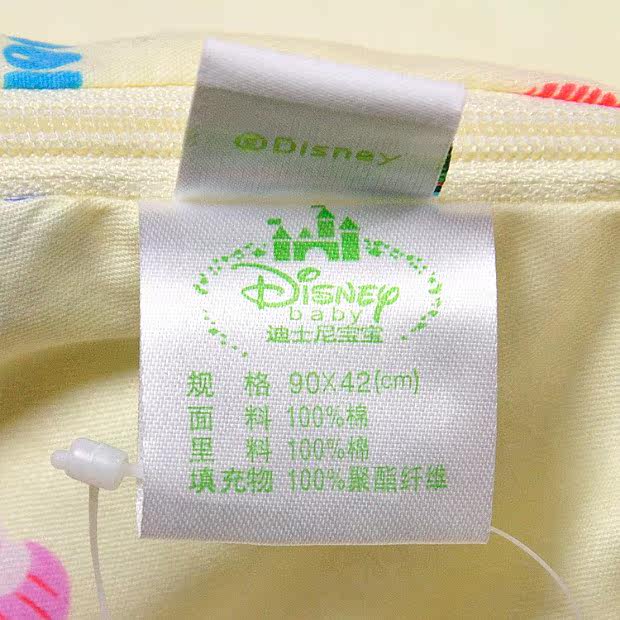 ©Disney
Disney
baby
迪士尼宝宝
规 格 90X42(cm)
面 料 100%棉
里 料 100%棉
填充物 100%聚酯纤维